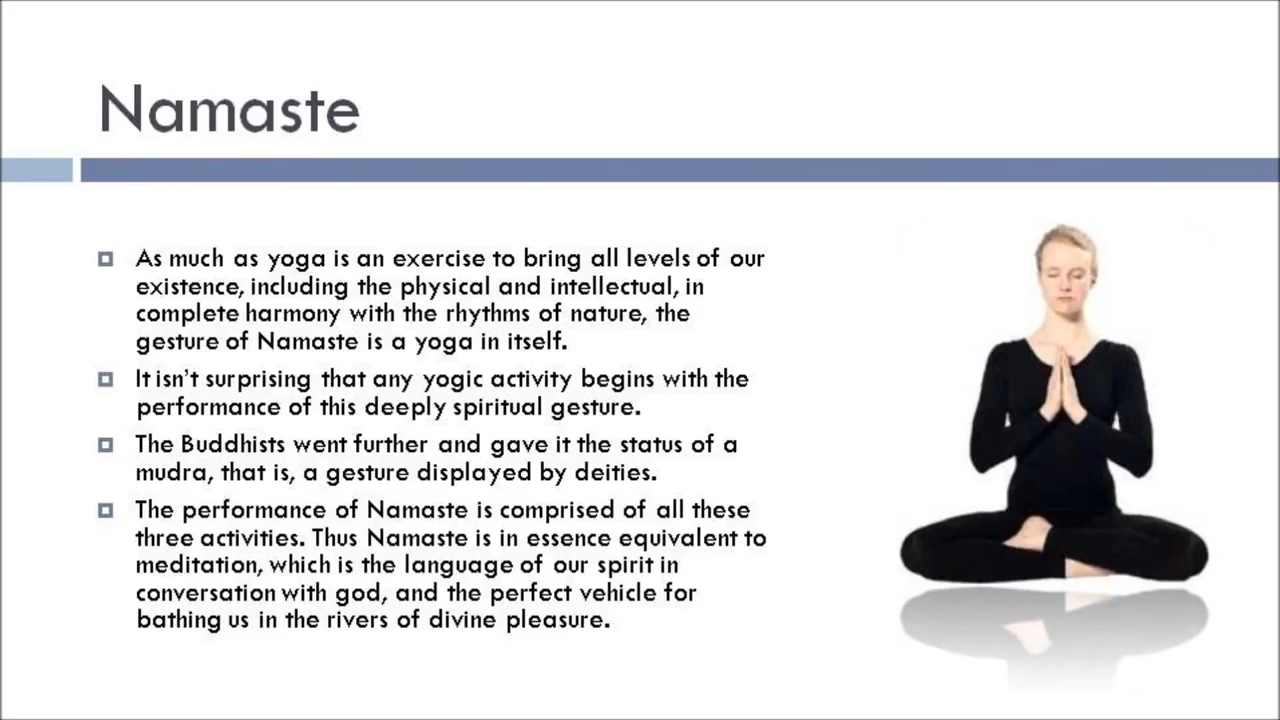 Namaste
As much as yoga is an exercise to bring all levels of our
existence, including the physical and intellectual, in
complete harmony with the rhythms of nature, the
gesture of Namaste is a yoga in itself.
It isn't surprising that any yogic activity begins with the
performance of this deeply spiritual gesture.
The Buddhists went further and gave it the status of a
mudra, that is, a gesture displayed by deities.
The performance of Namaste is comprised of all these
three activities. Thus Namaste is in essence equivalent to
meditation, which is the language of our spirit in
conversation with god, and the perfect vehicle for
bathing us in the rivers of divine pleasure.